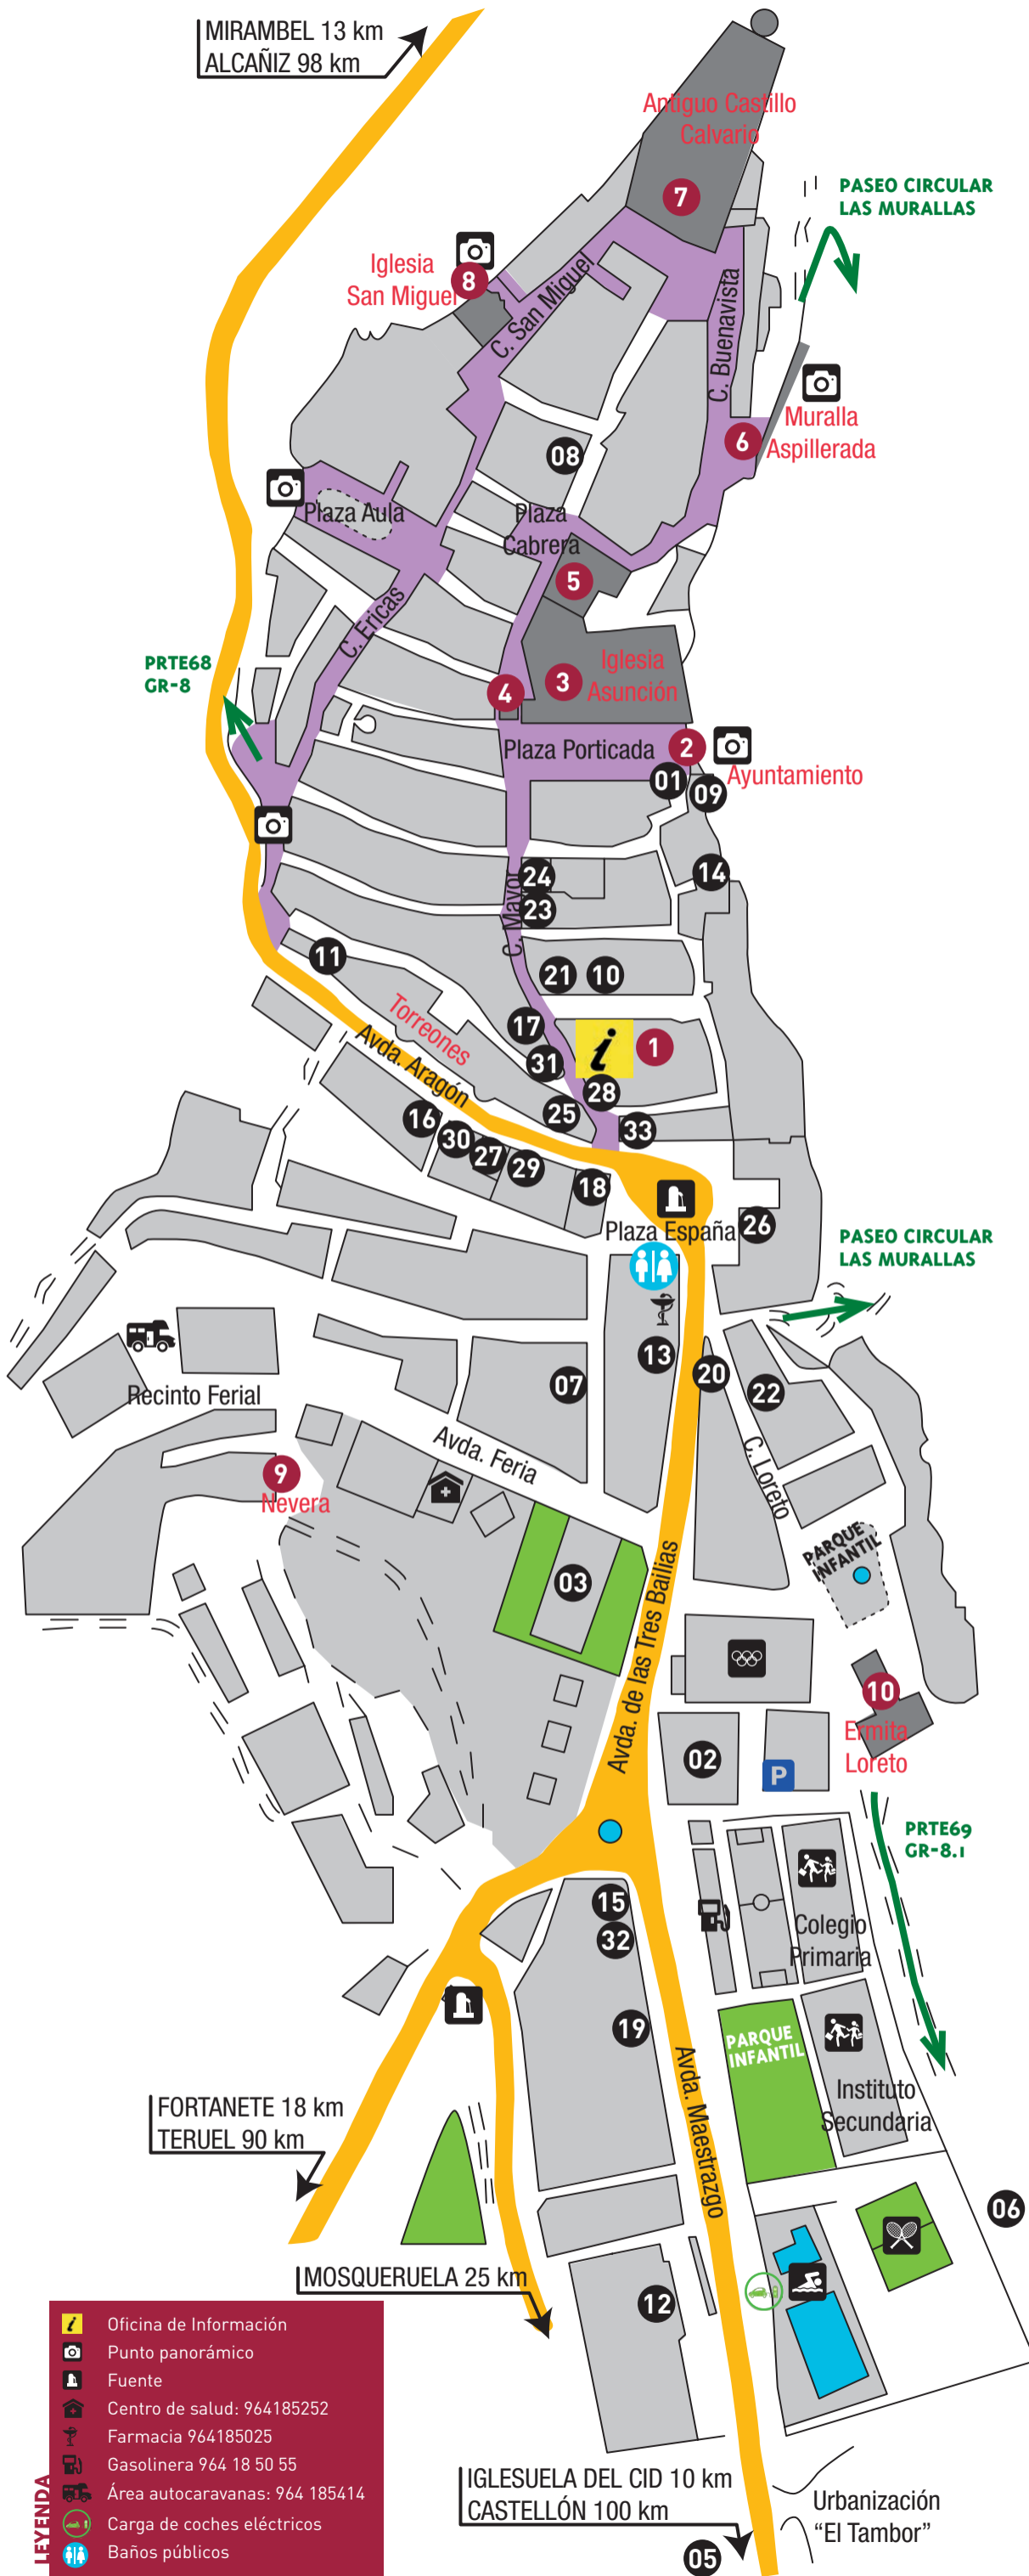 MIRAMBEL 13 km
ALCAÑIZ 98 km
Antiguo Castillo
Calvario
7
PASEO CIRCULAR
LAS MURALLAS
Iglesia
San Miguel
8
C. San Miguel
C. Buenavista
Muralla
Aspillerada
6
08
Plaza Aula
Plaza
Cabrera
5
C. Ericas
PRTE68
GR-8
Iglesia
Asunción
3
4
Plaza Porticada
2
Ayuntamiento
01
09
14
24
23
C. Mayor
11
21
10
Torreones
17
i
1
31
Avda. Aragón
28
25
33
16
30
27
29
18
Plaza España
26
PASEO CIRCULAR
LAS MURALLAS
13
20
07
22
Recinto Ferial
Avda. Feria
C. Loreto
9
Nevera
PARQUE
INFANTIL
03
Avda. de las Tres Bailias
10
Ermita
Loreto
02
P
PRTE69
GR-8.1
15
32
Colegio
Primaria
19
PARQUE
INFANTIL
Avda. Maestrazgo
Instituto
Secundaria
FORTANETE 18 km
TERUEL 90 km
06
MOSQUERUELA 25 km
12
LEYENDA
i Oficina de Información
Punto panorámico
Fuente
Centro de salud: 964185252
Farmacia 964185025
Gasolinera 964 18 50 55
Área autocaravanas: 964 185414
Carga de coches eléctricos
Baños públicos
IGLESUELA DEL CID 10 km
CASTELLÓN 100 km
Urbanización
“El Tambor”
05